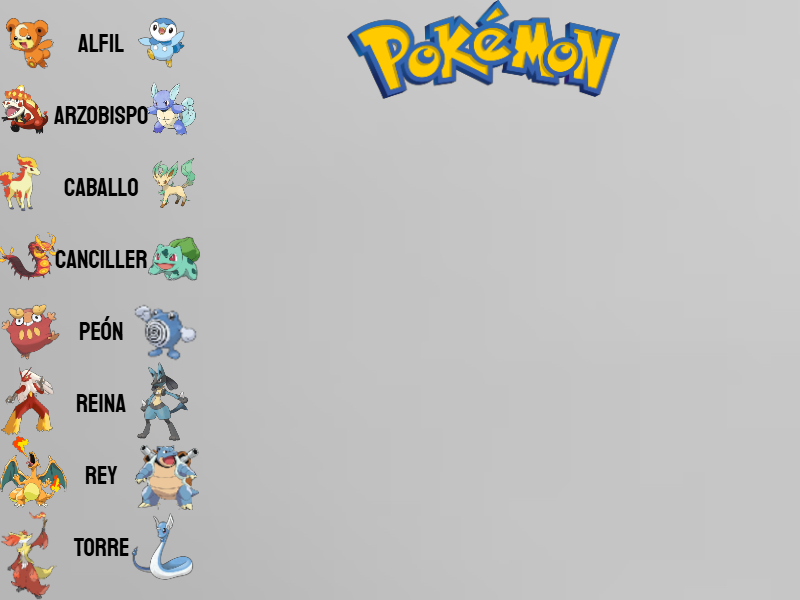 POKéMON
ALFIL
ARZOBISPO
CABALLO
CANCILLER
PEÓN
REINA
REY
TORRE